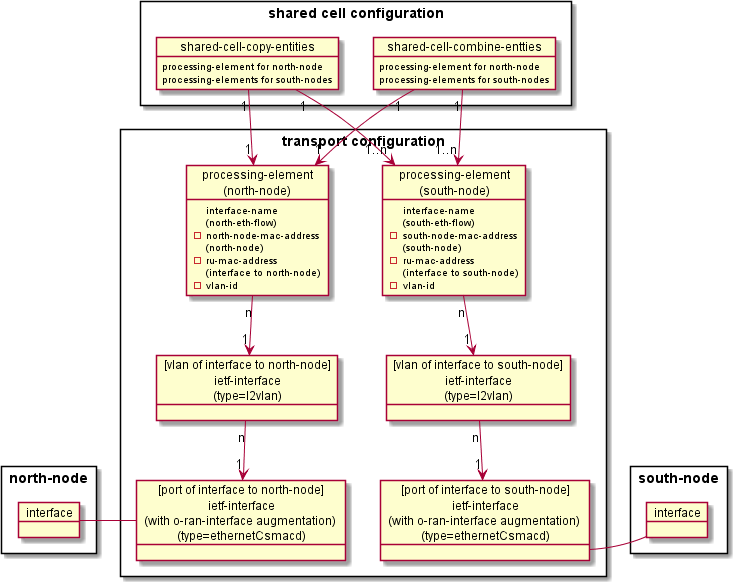 shared cell configuration
shared-cell-copy-entities
processing-element for north-node
processing-elements for south-nodes
shared-cell-combine-entties
processing-element for north-node
processing-elements for south-nodes
1
1
1
1
transport configuration
1
1
1..n
1..n
processing-element
(north-node)
interface-name
(north-eth-flow)
north-node-mac-address
(north-node)
ru-mac-address
(interface to north-node)
vlan-id
processing-element
(south-node)
interface-name
(south-eth-flow)
south-node-mac-address
(south-node)
ru-mac-address
(interface to south-node)
vlan-id
n
1
n
1
[vlan of interface to north-node]
ietf-interface
(type=l2vlan)
[vlan of interface to south-node]
ietf-interface
(type=l2vlan)
n
1
n
1
north-node
interface
[port of interface to north-node]
ietf-interface
(with o-ran-interface augmentation)
(type=ethernetCsmacd)
[port of interface to south-node]
ietf-interface
(with o-ran-interface augmentation)
(type=ethernetCsmacd)
south-node
interface